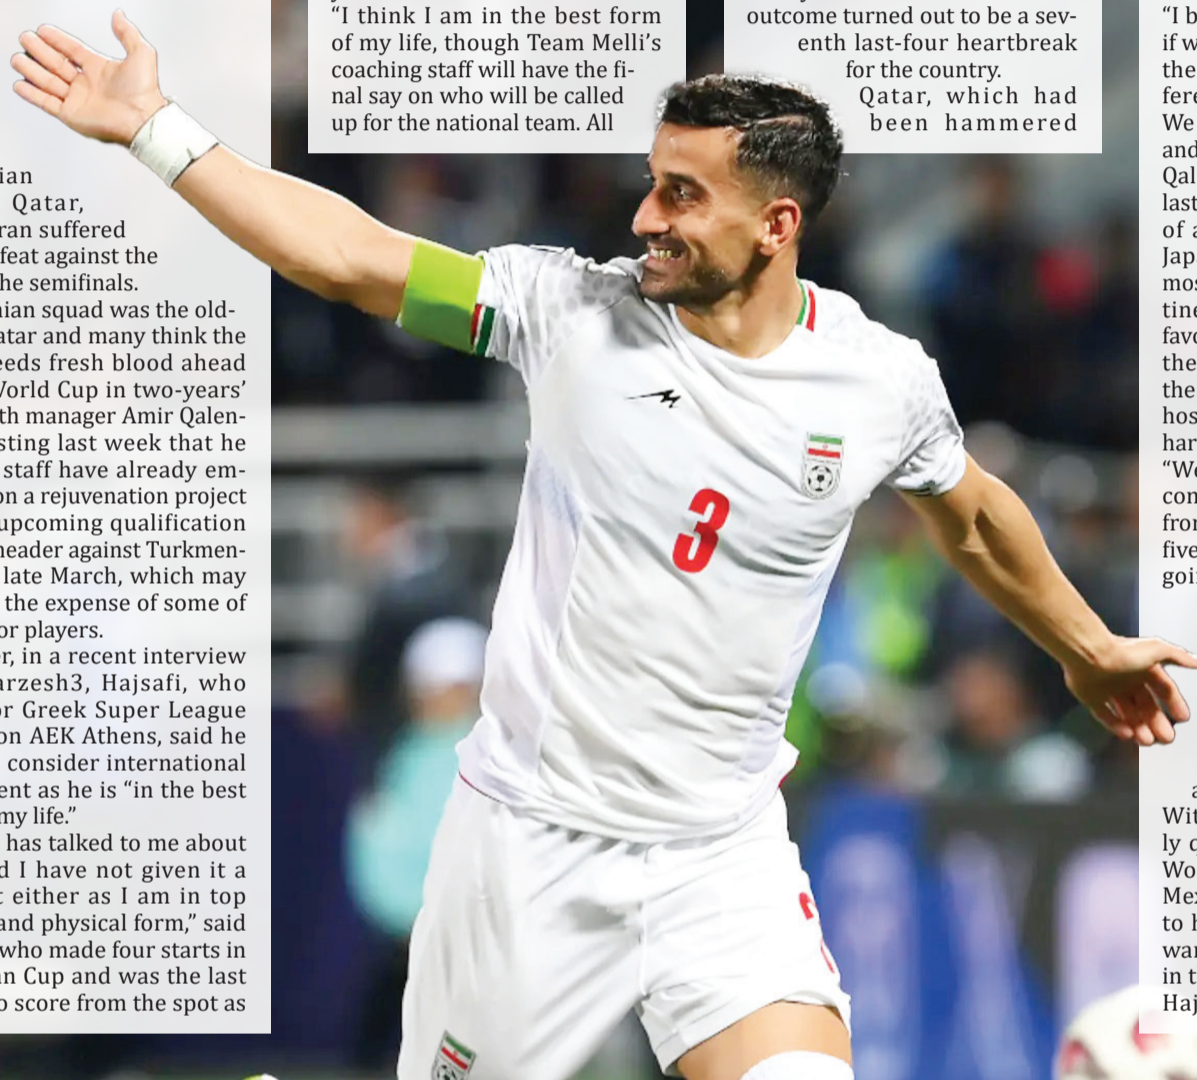 ian
Qatar,
ran suffered
feat against the
he semifinals.
nian squad was the old-
atar and many think the
eeds fresh blood ahead
World Cup in two-years’
th manager Amir Qalen-
sting last week that he
staff have already em-
on a rejuvenation project
upcoming qualification
header against Turkmen-
late March, which may
the expense of some of
or players.
er, in a recent interview
arzesh3, Hajsafi, who
or Greek Super League
on AEK Athens, said he
consider international
ent as he is “in the best
my life.”
has talked to me about
d I have not given it a
t either as I am in top
and physical form,” said
who made four starts in
an Cup and was the last
o score from the spot as
“I think I am in the best form
of my life, though Team Melli’s
coaching staff will have the fi-
nal say on who will be called
up for the national team. All
outcome turned out to be a sev-
enth last-four heartbreak
for the country.
Qatar, which had
been hammered
“I b
if w
the
fere
We
and
Qal
last
of a
Jap
mos
tine
favo
the
the
hos
har
“We
con
fro
five
goi
a
Wit
ly q
Wo
Mex
to h
wan
in t
Haj
3